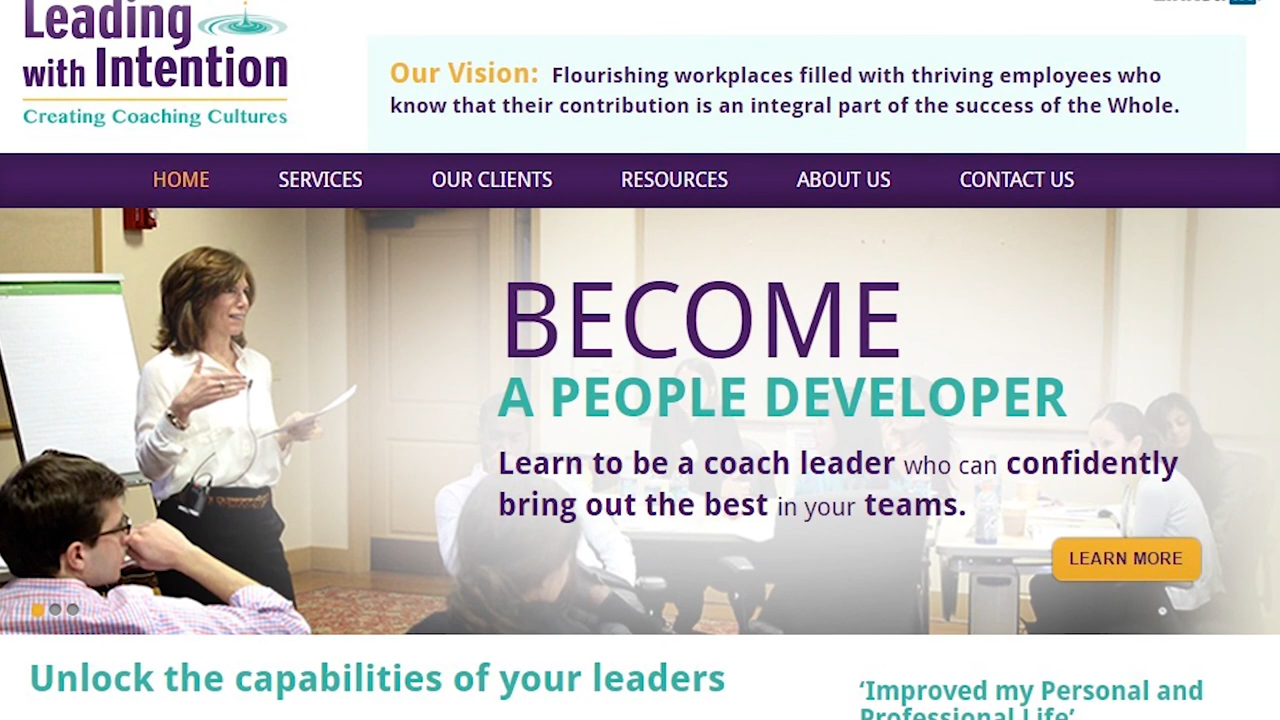 Leading
with Intention
Creating Coaching Cultures
Our Vision: Flourishing workplaces filled with thriving employees who
know that their contribution is an integral part of the success of the Whole.
HOME SERVICES OUR CLIENTS RESOURCES ABOUT US CONTACT US
BECOME
A PEOPLE DEVELOPER
Learn to be a coach leader who can confidently
bring out the best in your teams.
LEARN MORE
Unlock the capabilities of your leaders
‘Improved my Personal and
Professional Life’